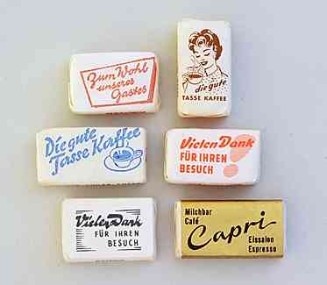 Zum Wohl
unseres
Gastes
die gute
TASSE KAFFEE
Die gute
Tasse Kaffee
Vielen Dank
FÜR IHREN
BESUCH
Vielen Dank
FÜR IHREN
BESUCH
Milchbar
Café
Capri
Eissalon
Espresso